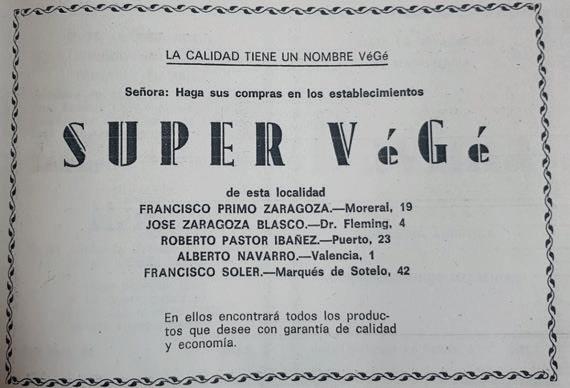 LA CALIDAD TIENE UN NOMBRE VéGé
Señora: Haga sus compras en los establecimientos
SUPER VéGé
de esta localidad
FRANCISCO PRIMO ZARAGOZA.—Moreral, 19
JOSE ZARAGOZA BLASCO.—Dr. Fleming, 4
ROBERTO PASTOR IBAÑEZ.—Puerto, 23
ALBERTO NAVARRO.—Valencia, 1
FRANCISCO SOLER.—Marqués de Sotelo, 42
En ellos encontrará todos los produc-
tos que desee con garantía de calidad
y economía.